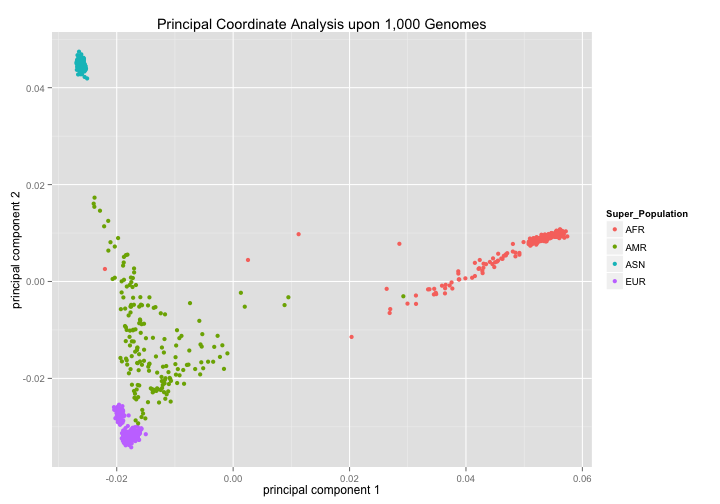 Principal Coordinate Analysis upon 1,000 Genomes
principal component 2
0.04
0.02
0.00
-0.02
-0.02
0.00
0.02
0.04
0.06
principal component 1
Super_Population
AFR
AMR
ASN
EUR